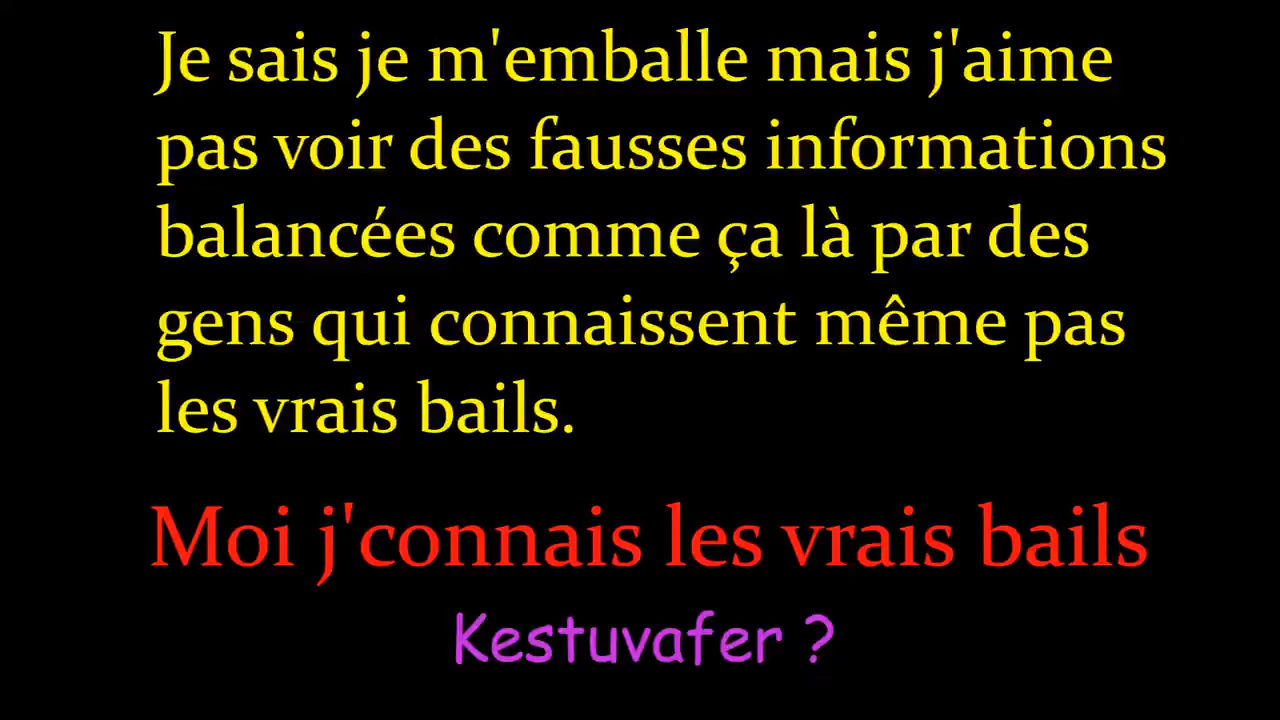 Je sais je m'emballe mais j'aime
pas voir des fausses informations
balancées comme ça là par des
gens qui connaissent même pas
les vrais bails.
Moi j'connais les vrais bails
Kestuvafer ?